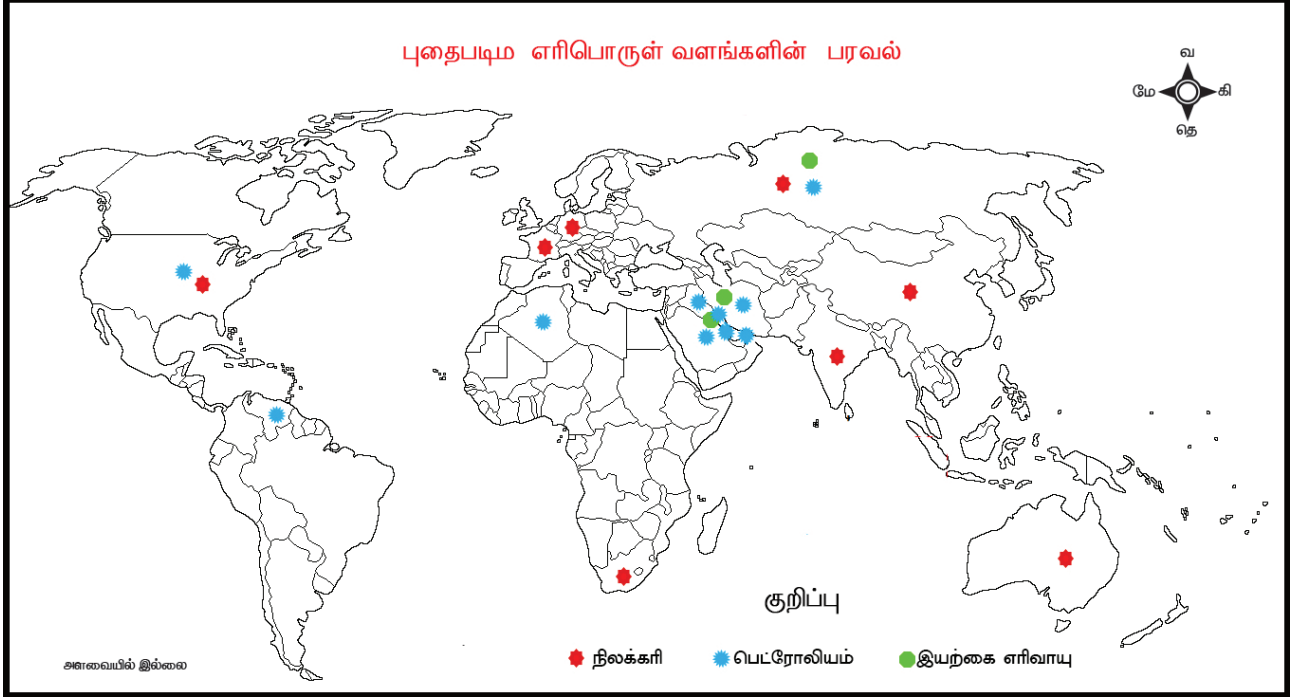 புதைபடிம எரிபொருள் வளங்களின் பரவல்
வ
மே கி
தெ
குறிப்பு
அளவையில் இல்லை
நிலக்கரி பெட்ரோலியம் இயற்கை எரிவாயு